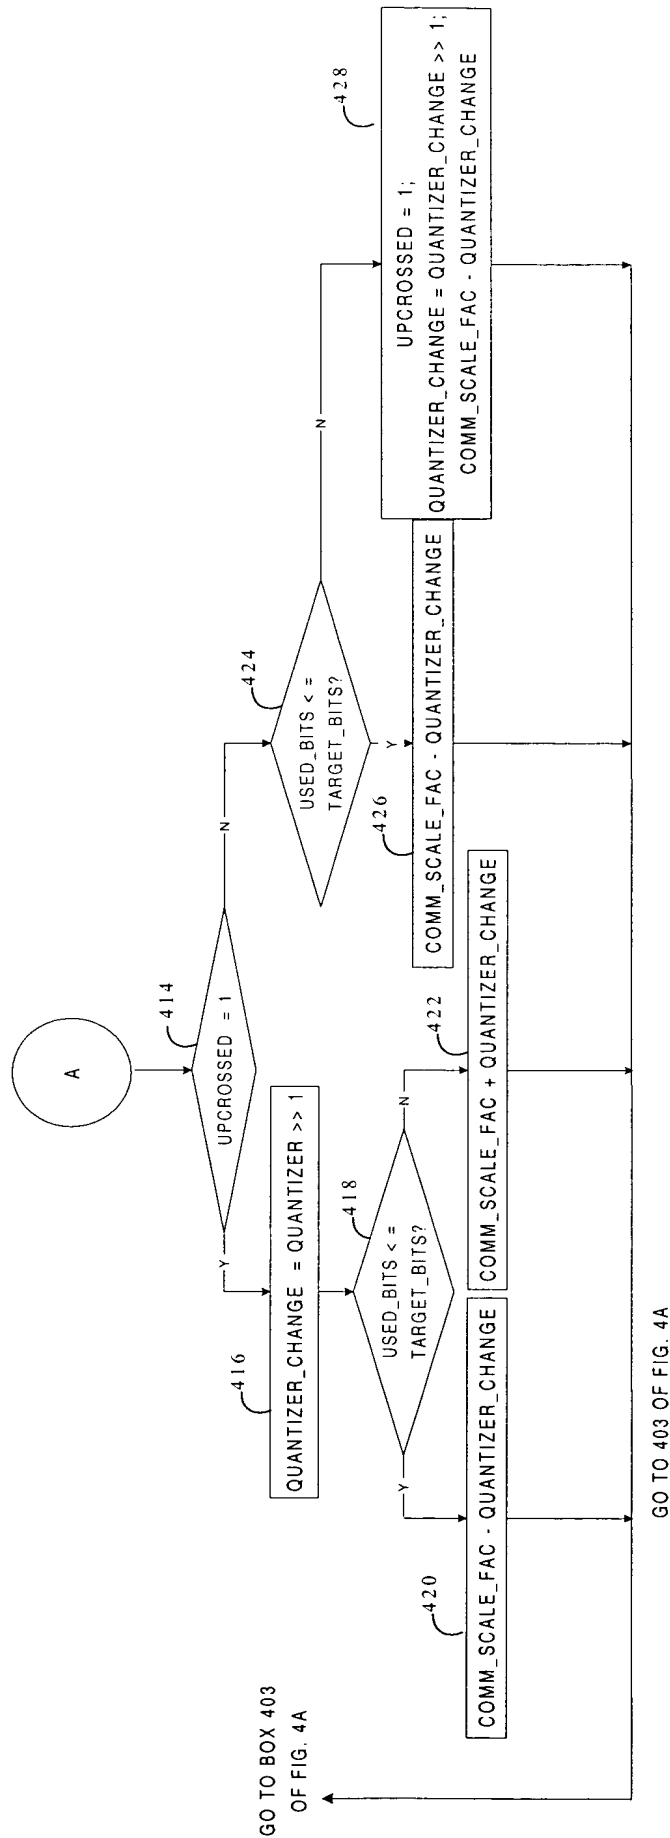 A
414
UPCROSSED = 1
Y
N
416
QUANTIZER_CHANGE = QUANTIZER >> 1
418
USED_BITS < =
TARGET_BITS?
Y
N
420
COMM_SCALE_FAC - QUANTIZER_CHANGE
422
COMM_SCALE_FAC + QUANTIZER_CHANGE
424
USED_BITS < =
TARGET_BITS?
Y
N
426
COMM_SCALE_FAC - QUANTIZER_CHANGE
428
UPCROSSED = 1;
QUANTIZER_CHANGE = QUANTIZER_CHANGE >> 1;
COMM_SCALE_FAC - QUANTIZER_CHANGE
GO TO BOX 403
OF FIG. 4A
GO TO 403 OF FIG. 4A